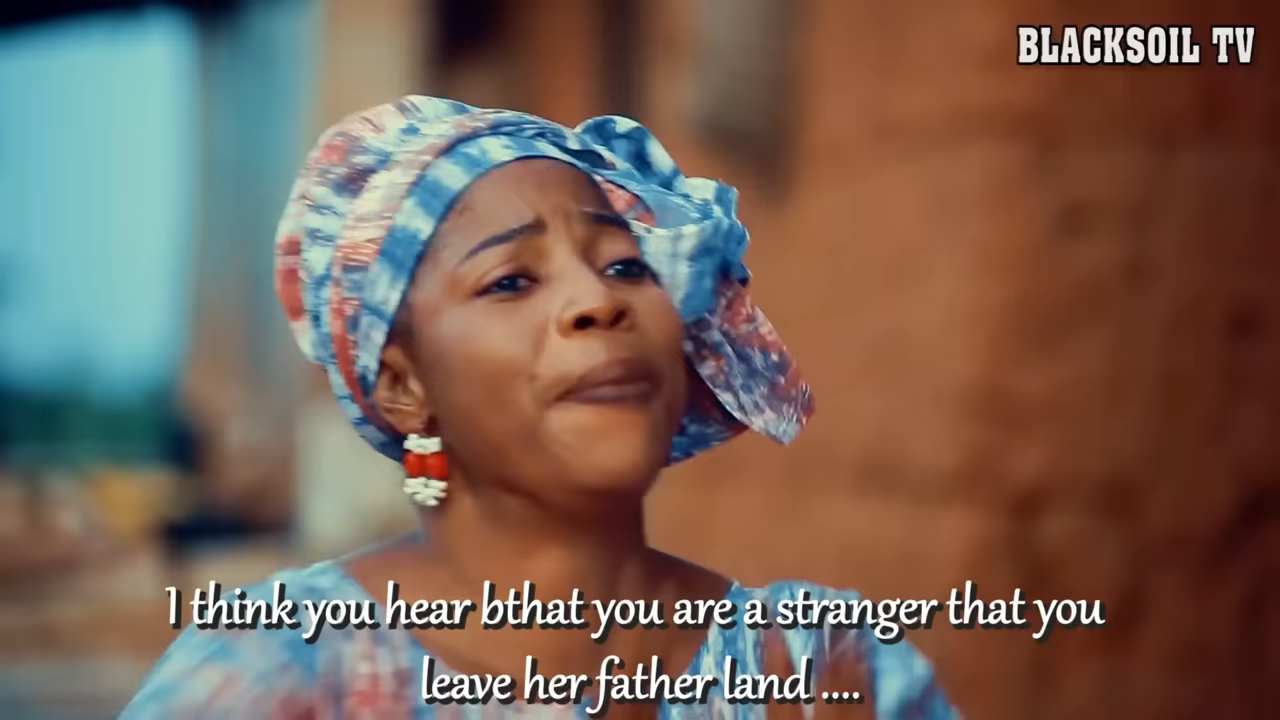 BLACKSOIL TV
I think you hear bthat you are a stranger that you
leave her father land ....